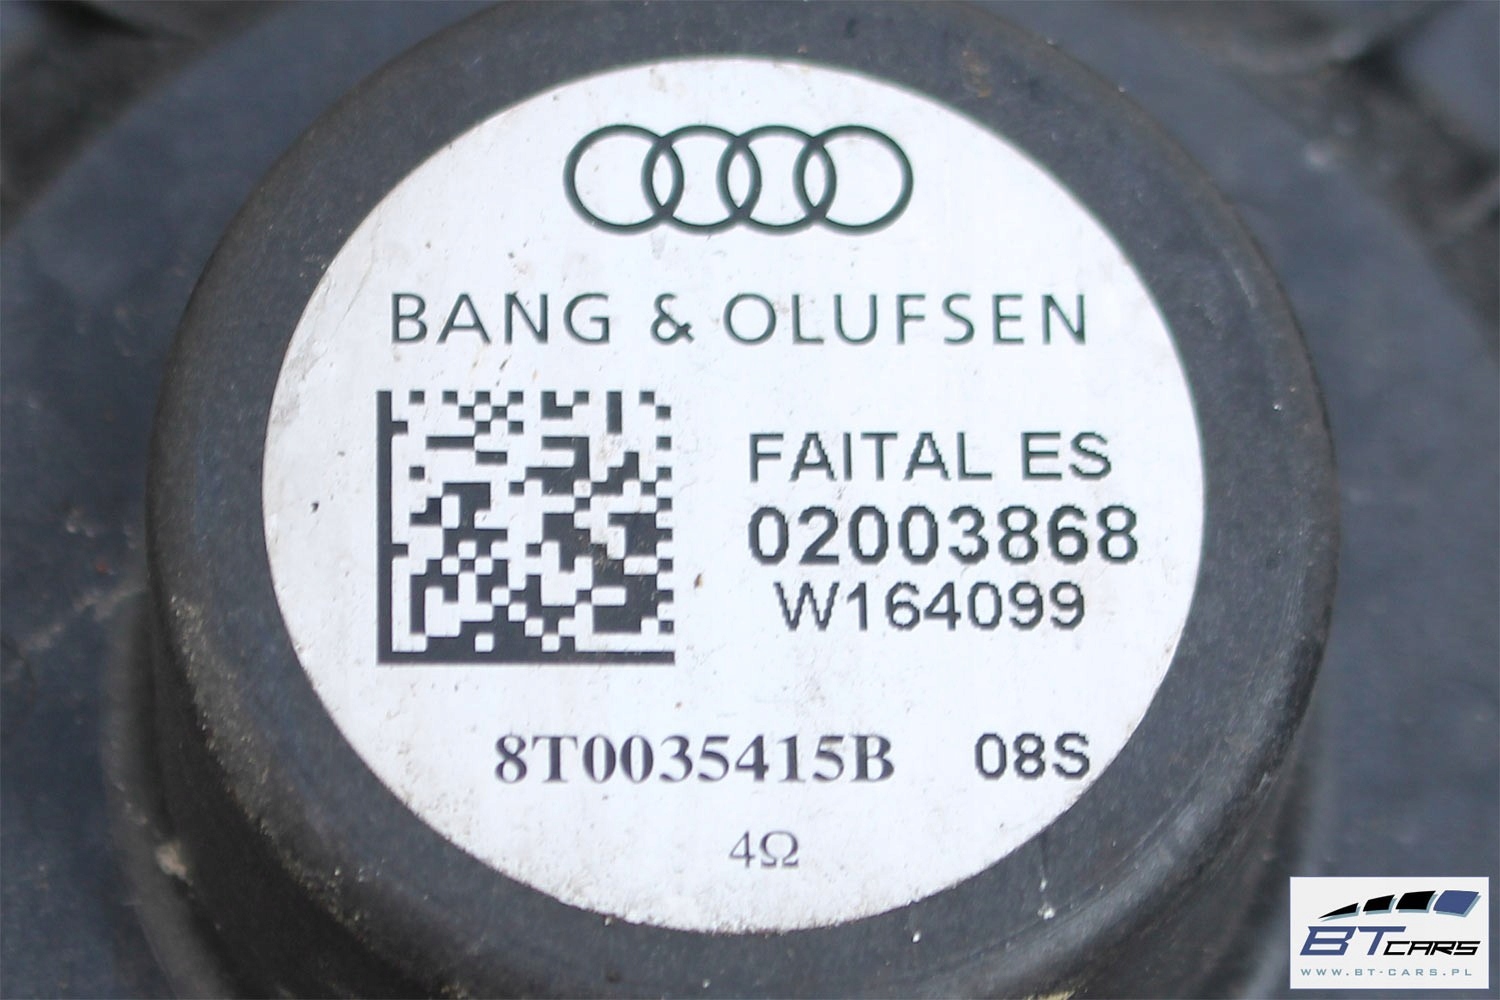 BANG & OLUFSEN
FAITAL ES
02003868
W164099
8T0035415B 08S
4Ω
BT CARS
WWW.BT-CARS.PL